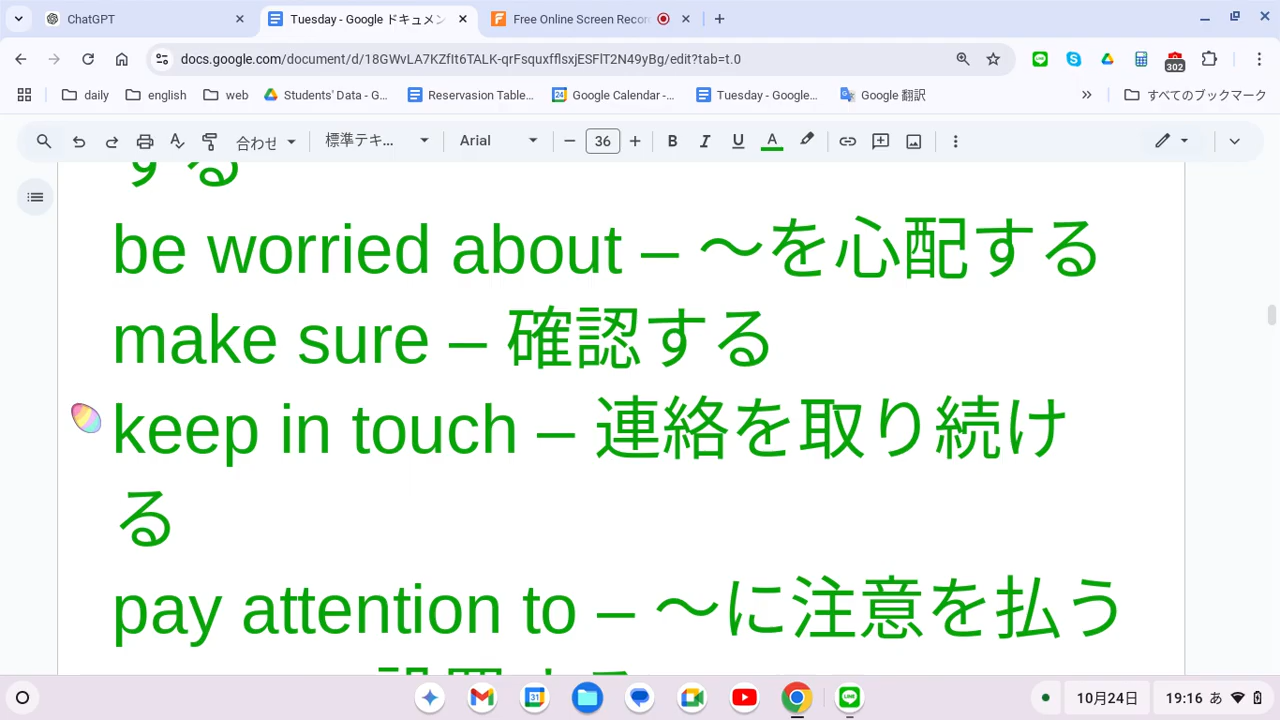 ChatGPT
Tuesday - Google ドキュメン
Free Online Screen Recor
docs.google.com/document/d/
edit?tab=t.0
302
daily
english
web
Students' Data - G...
Reservasion Table...
Google Calendar -...
Tuesday - Google...
Google 翻訳
すべてのブックマーク
合わせ
標準テキ...
Arial
36
B
I
U
A
する
be worried about – 〜を心配する
make sure – 確認する
keep in touch – 連絡を取り続け
る
pay attention to – 〜に注意を払う
31
10月24日
19:16
あ